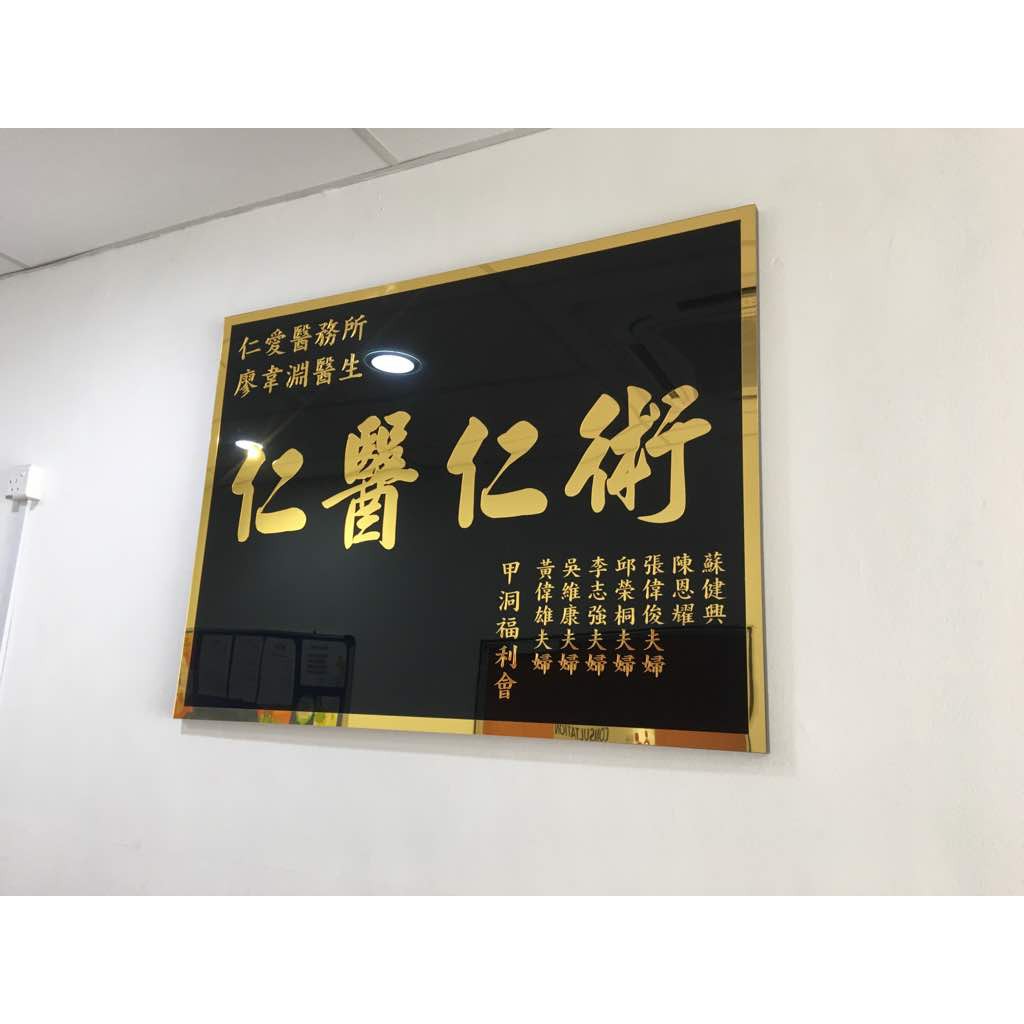 仁愛醫務所
廖韋淵醫生
仁醫仁術
蘇健興
陳恩耀
張偉俊夫婦
邱榮桐夫婦
李志強夫婦
吳維康夫婦
黃偉雄夫婦
甲洞福利會
CONSULTATION